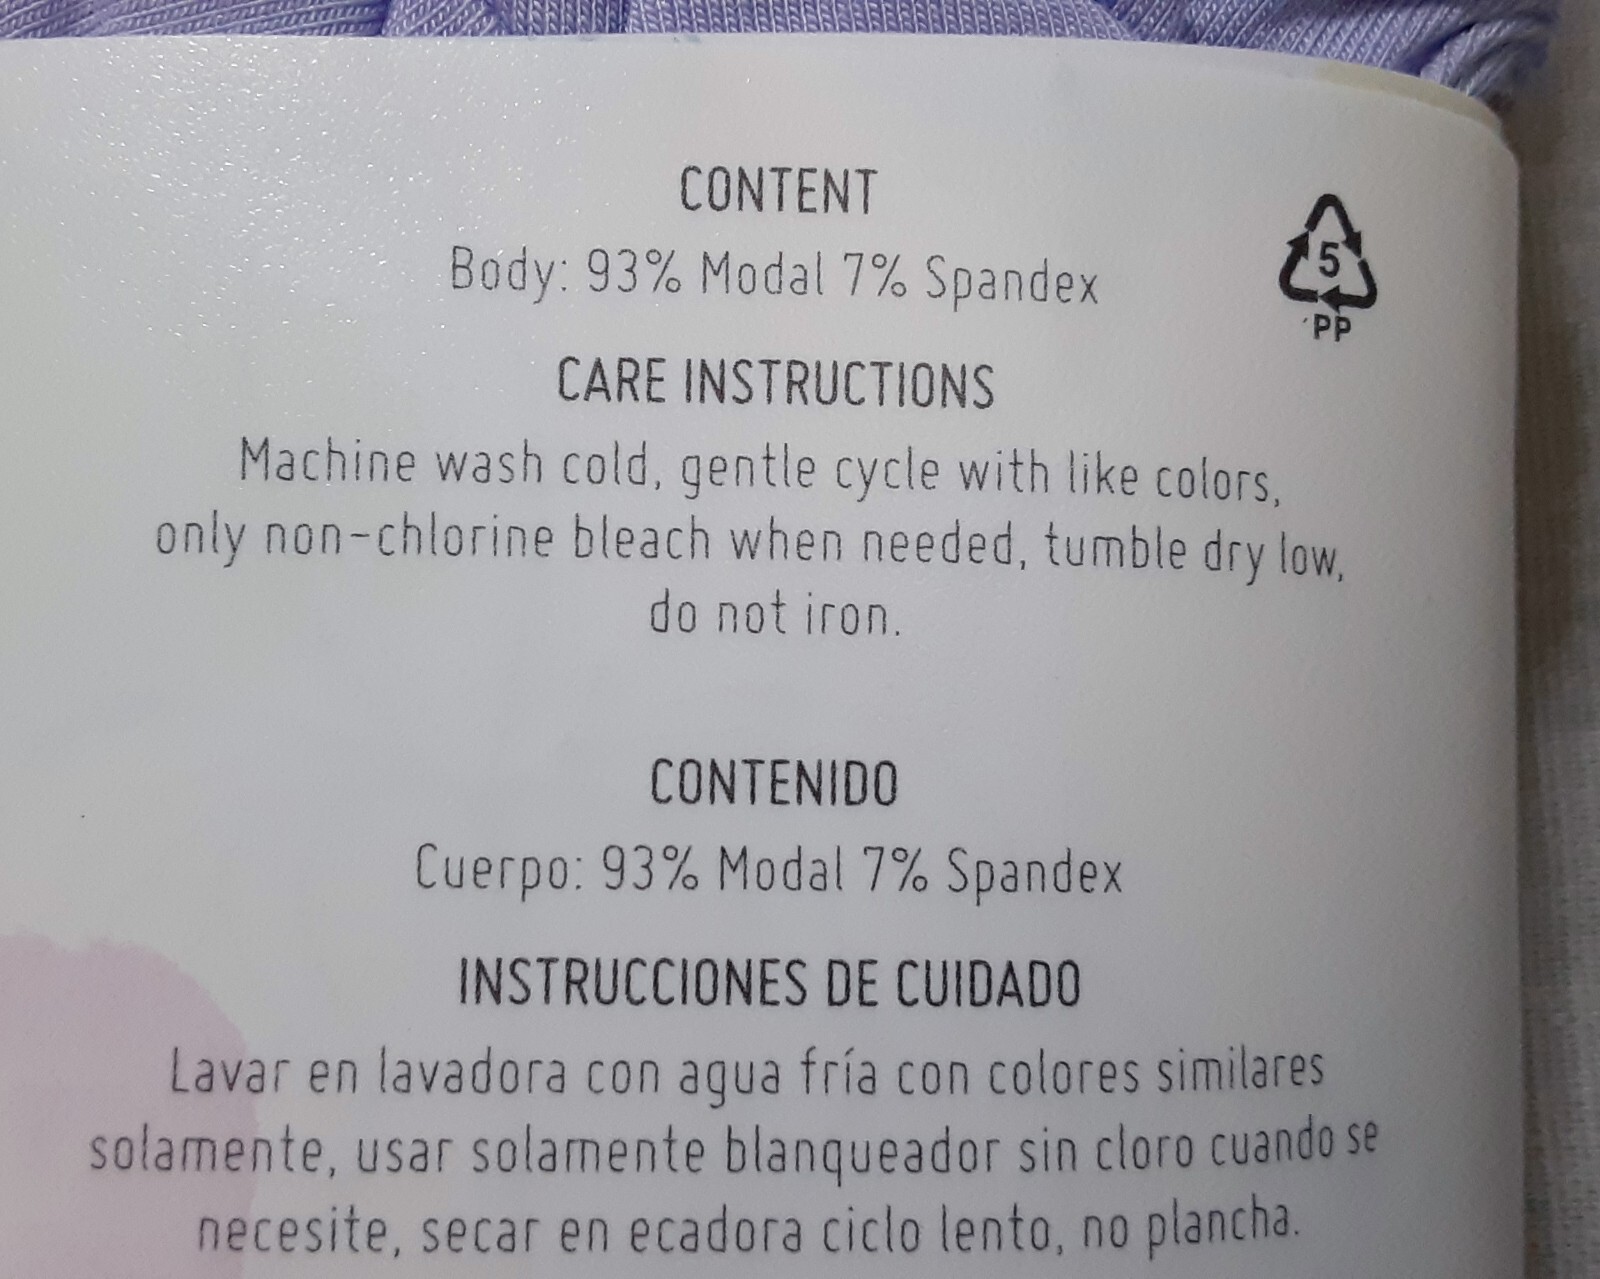 CONTENT
Body: 93% Modal 7% Spandex
5
PP
CARE INSTRUCTIONS
Machine wash cold, gentle cycle with like colors,
only non-chlorine bleach when needed, tumble dry low,
do not iron.
CONTENIDO
Cuerpo: 93% Modal 7% Spandex
INSTRUCCIONES DE CUIDADO
Lavar en lavadora con agua fría con colores similares
solamente, usar solamente blanqueador sin cloro cuando se
necesite, secar en ecadora ciclo lento, no plancha.